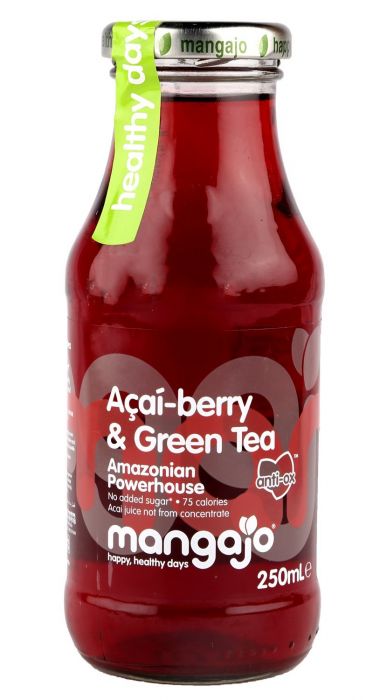 mangajo
happy
healthy days
Açaí-berry
& Green Tea
Amazonian
Powerhouse
No added sugar* • 75 calories
Acai juice not from concentrate
anti-ox™
mangajo®
happy, healthy days
250mL℮